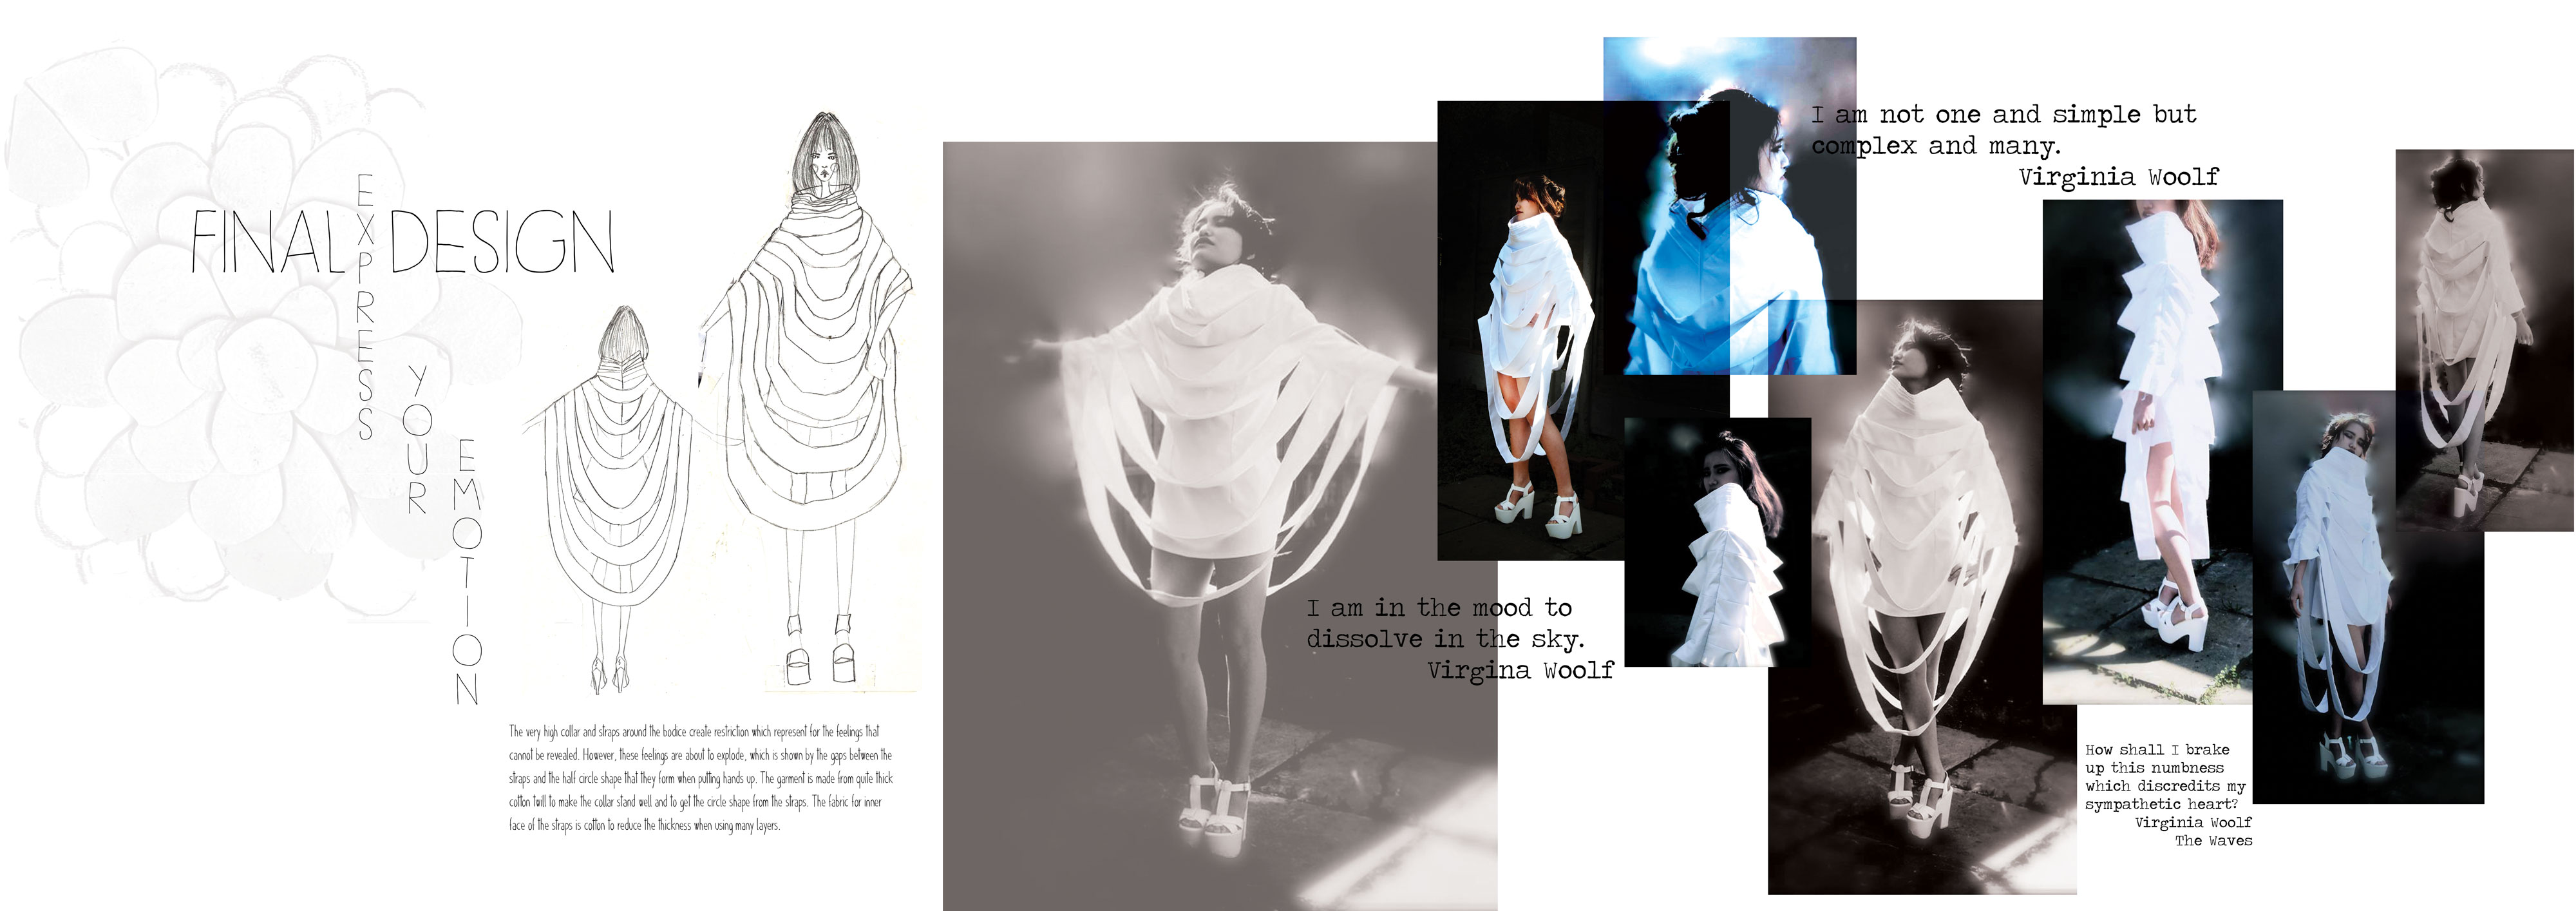 FINAL DESIGN
EXPRESS
YOUR
EMOTION
The very high collar and straps around the bodice create restriction which represent for the feelings that
cannot be revealed. However, these feelings are about to explode, which is shown by the gaps between the
straps and the half circle shape that they form when putting hands up. The garment is made from quite thick
cotton twill to make the collar stand well and to get the circle shape from the straps. The fabric for inner
face of the straps is cotton to reduce the thickness when using many layers.
I am in the mood to
dissolve in the sky.
Virgina Woolf
I am not one and simple but
complex and many.
Virginia Woolf
How shall I brake
up this numbness
which discredits my
sympathetic heart?
Virginia Woolf
The Waves